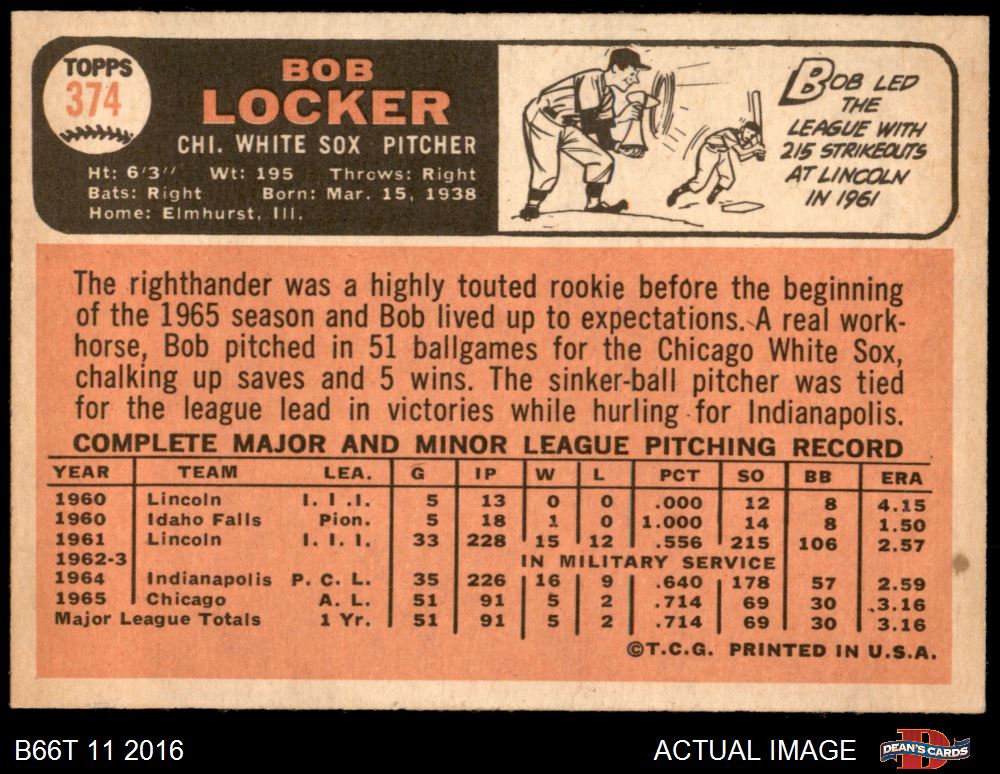 TOPPS
374
BOB
LOCKER
CHI. WHITE SOX PITCHER
Ht: 6'3" Wt: 195 Throws: Right
Bats: Right Born: Mar. 15, 1938
Home: Elmhurst, Ill.
BOB LED
THE
LEAGUE WITH
215 STRIKEOUTS
AT LINCOLN
IN 1961
The righthander was a highly touted rookie before the beginning
of the 1965 season and Bob lived up to expectations. A real work-
horse, Bob pitched in 51 ballgames for the Chicago White Sox,
chalking up saves and 5 wins. The sinker-ball pitcher was tied
for the league lead in victories while hurling for Indianapolis.
COMPLETE MAJOR AND MINOR LEAGUE PITCHING RECORD
YEAR TEAM LEA. G IP W L PCT SO BB ERA
1960 Lincoln I. I. I. 5 13 0 0 .000 12 8 4.15
1960 Idaho Falls Pion. 5 18 1 0 1.000 14 8 1.50
1961 Lincoln I. I. I. 33 228 15 12 .556 215 106 2.57
1962-3 IN MILITARY SERVICE
1964 Indianapolis P. C. L. 35 226 16 9 .640 178 57 2.59
1965 Chicago A. L. 51 91 5 2 .714 69 30 3.16
Major League Totals 1 Yr. 51 91 5 2 .714 69 30 3.16
©T.C.G. PRINTED IN U.S.A.
B66T 11 2016
ACTUAL IMAGE
DEAN'S CARDS